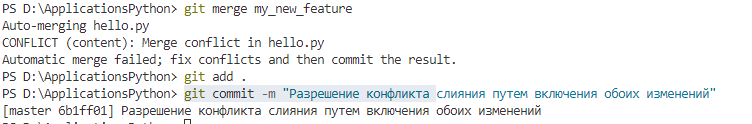 PS D:\ApplicationsPython> git merge my_new_feature
Auto-merging hello.py
CONFLICT (content): Merge conflict in hello.py
Automatic merge failed; fix conflicts and then commit the result.
PS D:\ApplicationsPython> git add .
PS D:\ApplicationsPython> git commit -m "Разрешение конфликта слияния путем включения обоих изменений"
[master 6b1ff01] Разрешение конфликта слияния путем включения обоих изменений